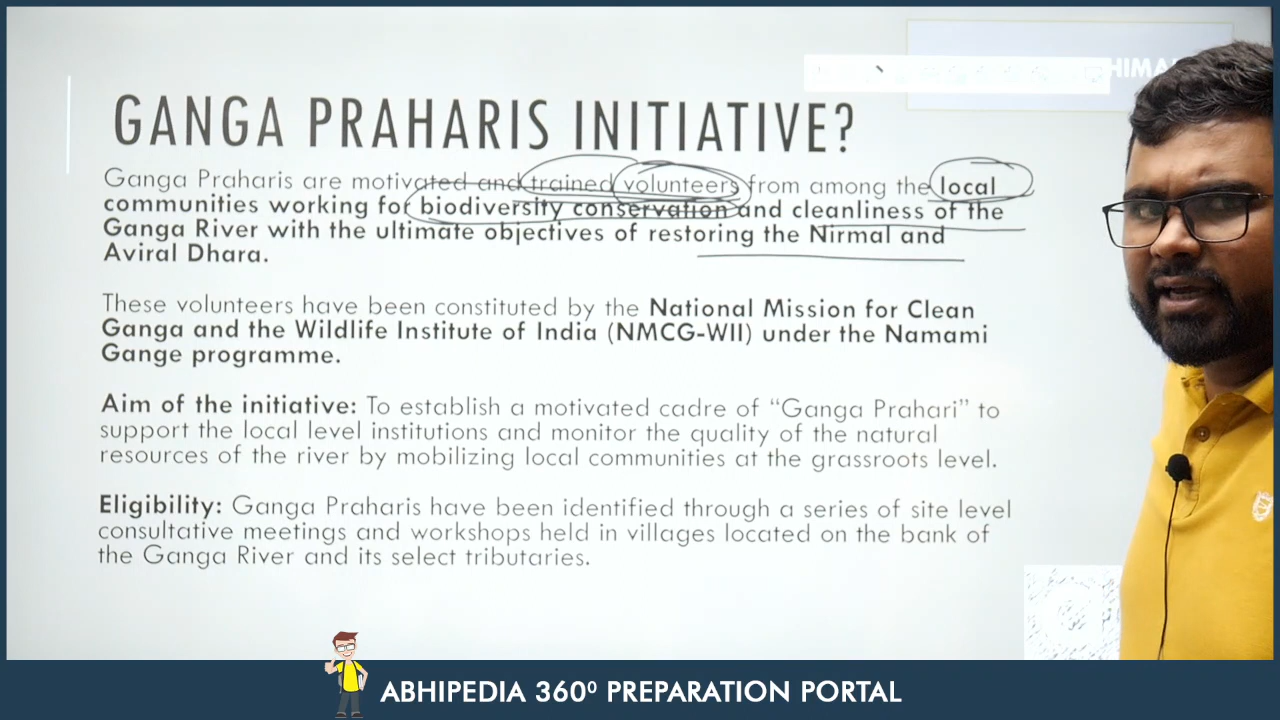 HIMA
GANGA PRAHARIS INITIATIVE?
Ganga Praharis are motivated and trained volunteers from among the local
communities working for biodiversity conservation and cleanliness of the
Ganga River with the ultimate objectives of restoring the Nirmal and
Aviral Dhara.
These volunteers have been constituted by the National Mission for Clean
Ganga and the Wildlife Institute of India (NMCG-WII) under the Namami
Gange programme.
Aim of the initiative: To establish a motivated cadre of “Ganga Prahari” to
support the local level institutions and monitor the quality of the natural
resources of the river by mobilizing local communities at the grassroots level.
Eligibility: Ganga Praharis have been identified through a series of site level
consultative meetings and workshops held in villages located on the bank of
the Ganga River and its select tributaries.
ABHIPEDIA 360⁰ PREPARATION PORTAL